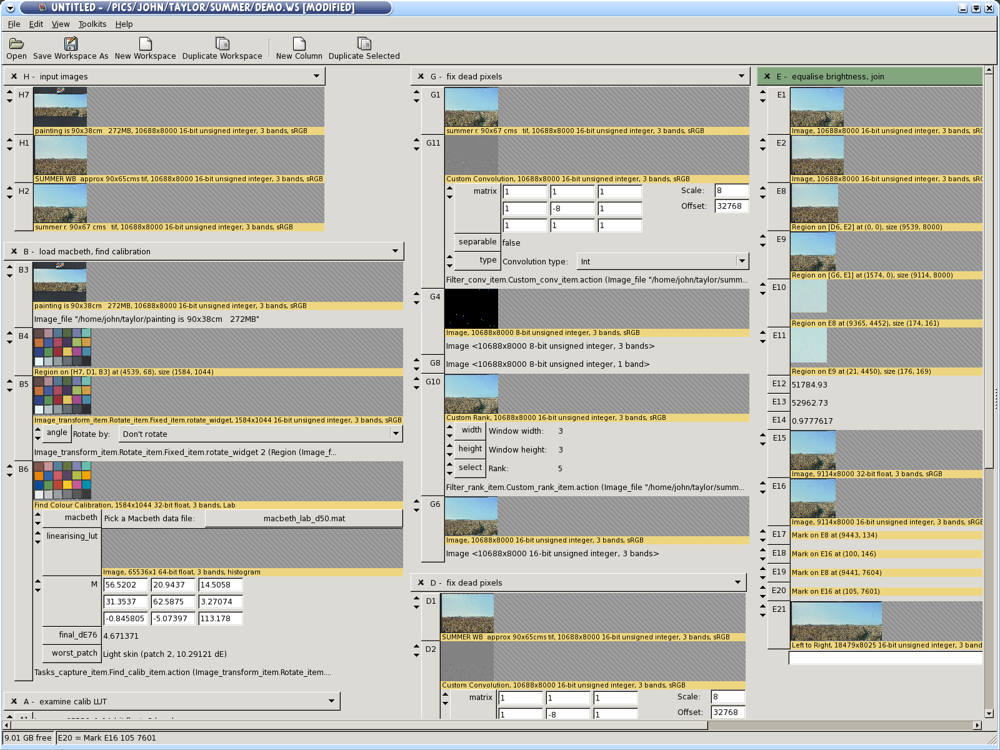 UNTITLED - /PICS/JOHN/TAYLOR/SUMMER/DEMO.WS [MODIFIED]
File Edit View Toolkits Help
Open Save Workspace As New Workspace Duplicate Workspace New Column Duplicate Selected
H - input images
H7
painting is 90x38cm 272MB, 10688x8000 16-bit unsigned integer, 3 bands, sRGB
H1
SUMMER WB approx 90x65cms tif, 10688x8000 16-bit unsigned integer, 3 bands, sRGB
H2
summer r. 90x67 cms tif, 10688x8000 16-bit unsigned integer, 3 bands, sRGB
B - load macbeth, find calibration
B3
painting is 90x38cm 272MB, 10688x8000 16-bit unsigned integer, 3 bands, sRGB
Image_file "/home/john/taylor/painting is 90x38cm 272MB"
B4
Region on [H7, D1, B3] at (4539, 68), size (1584, 1044)
B5
Image_transform_item.Rotate_item.Fixed_item.rotate_widget, 1584x1044 16-bit unsigned integer, 3 bands, sRGB
angle Rotate by: Don't rotate
Image_transform_item.Rotate_item.Fixed_item.rotate_widget 2 (Region (Image_f...
B6
Find Colour Calibration, 1584x1044 32-bit float, 3 bands, Lab
macbeth Pick a Macbeth data file: macbeth_lab_d50.mat
linearising_lut
Image, 65536x1 64-bit float, 3 bands, histogram
M 56.5202 20.9437 14.5058
31.3537 62.5875 3.27074
-0.845805 -5.07397 113.178
final_dE76 4.671371
worst_patch Light skin (patch 2, 10.29121 dE)
Tasks_capture_item.Find_calib_item.action (Image_transform_item.Rotate_item....
A - examine calib LUT
G - fix dead pixels
G1
summer r. 90x67 cms tif, 10688x8000 16-bit unsigned integer, 3 bands, sRGB
G11
Custom Convolution, 10688x8000 16-bit unsigned integer, 3 bands, sRGB
matrix 1 1 1 Scale: 8
1 -8 1 Offset: 32768
1 1 1
separable false
type Convolution type: Int
Filter_conv_item.Custom_conv_item.action (Image_file "/home/john/taylor/summ...
G4
Image, 10688x8000 8-bit unsigned integer, 3 bands, sRGB
Image <10688x8000 8-bit unsigned integer, 3 bands>
G8 Image <10688x8000 8-bit unsigned integer, 1 band>
G10
Custom Rank, 10688x8000 16-bit unsigned integer, 3 bands, sRGB
width Window width: 3
height Window height: 3
select Rank: 5
Filter_rank_item.Custom_rank_item.action (Image_file "/home/john/taylor/summ...
G6
Image, 10688x8000 16-bit unsigned integer, 3 bands, sRGB
Image <10688x8000 16-bit unsigned integer, 3 bands>
D - fix dead pixels
D1
SUMMER WB approx 90x65cms tif, 10688x8000 16-bit unsigned integer, 3 bands, sRGB
D2
Custom Convolution, 10688x8000 16-bit unsigned integer, 3 bands, sRGB
matrix 1 1 1 Scale: 8
1 -8 1 Offset: 32768
E - equalise brightness, join
E1
Image, 10688x8000 16-bit unsigned integer, 3 bands, sRG
E2
Image, 10688x8000 16-bit unsigned integer, 3 bands, sRG
E8
Region on [D6, E2] at (0, 0), size (9539, 8000)
E9
Region on [G6, E1] at (1574, 0), size (9114, 8000)
E10
Region on E8 at (9365, 4452), size (174, 161)
E11
Region on E9 at (21, 4450), size (176, 169)
E12 51784.93
E13 52962.73
E14 0.9777617
E15
Image, 9114x8000 32-bit float, 3 bands, sRGB
E16
Image, 9114x8000 16-bit unsigned integer, 3 bands, sRGB
E17 Mark on E8 at (9443, 134)
E18 Mark on E16 at (100, 146)
E19 Mark on E8 at (9441, 7604)
E20 Mark on E16 at (105, 7601)
E21
Left to Right, 18479x8025 16-bit unsigned integer, 3 band
9.01 GB free E20 = Mark E16 105 7601